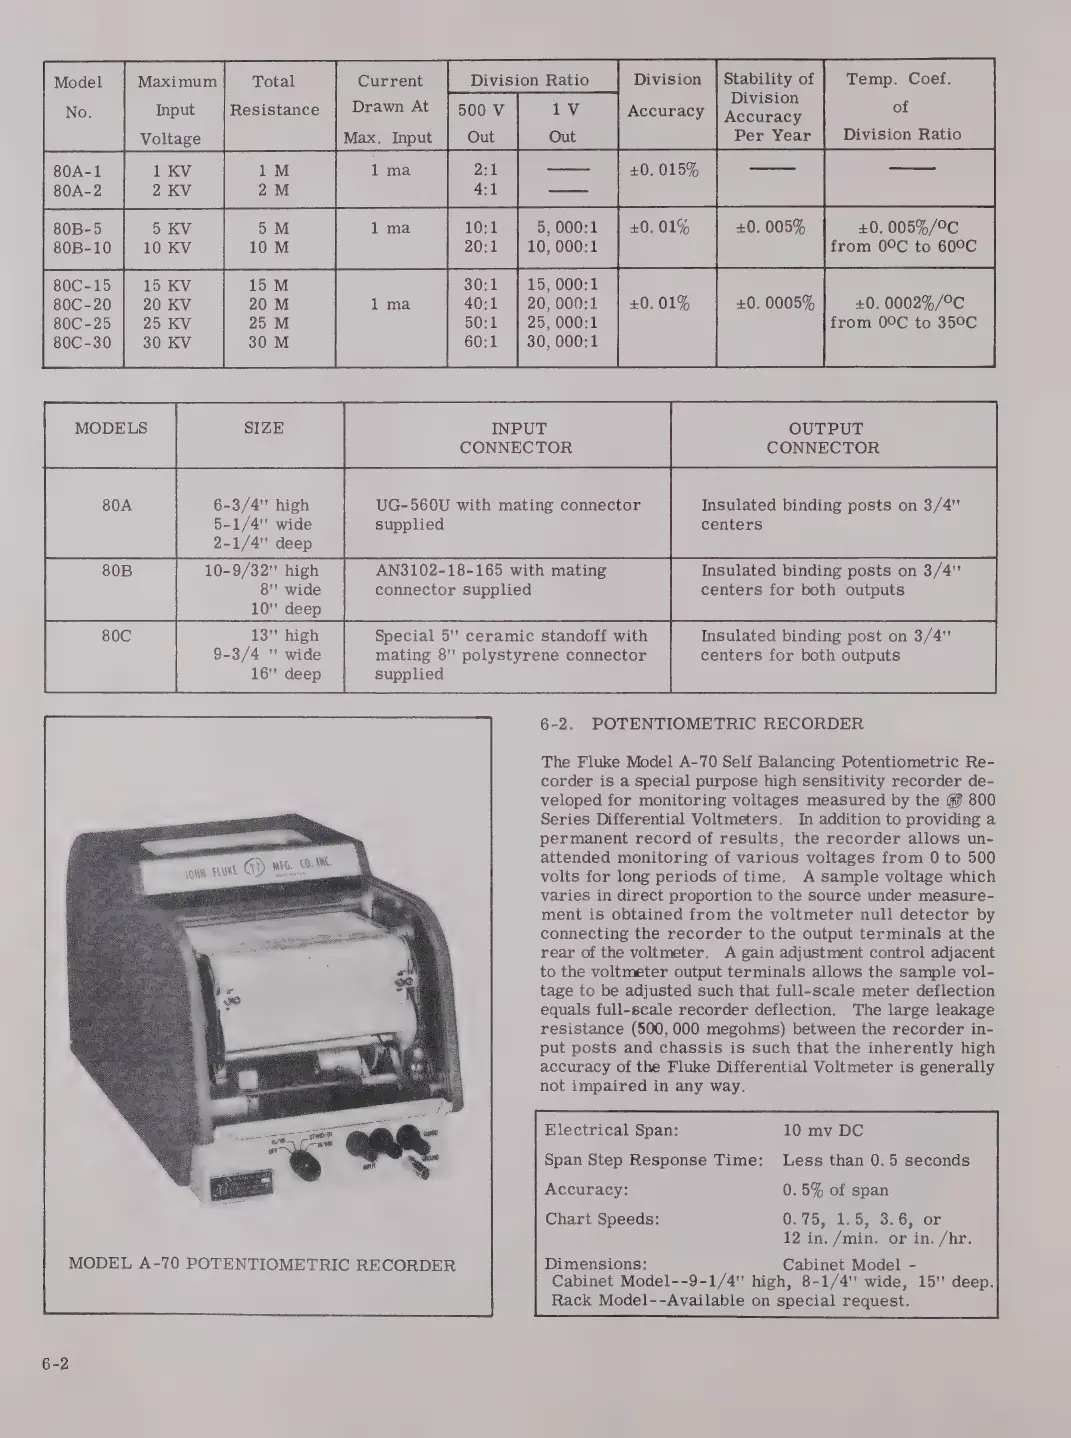 Model No. Maximum Input Voltage Total Resistance Current Drawn At Max. Input Division Ratio 500 V Out 1 V Out Division Accuracy Stability of Division Accuracy Per Year Temp. Coef. of Division Ratio
80A-1 1 KV 1 M 1 ma 2:1 —— ±0.015% —— ——
80A-2 2 KV 2 M 4:1 ——
80B-5 5 KV 5 M 1 ma 10:1 5,000:1 ±0.01% ±0.005% ±0.005%/°C
80B-10 10 KV 10 M 20:1 10,000:1 from 0°C to 60°C
80C-15 15 KV 15 M 30:1 15,000:1
80C-20 20 KV 20 M 1 ma 40:1 20,000:1 ±0.01% ±0.0005% ±0.0002%/°C
80C-25 25 KV 25 M 50:1 25,000:1 from 0°C to 35°C
80C-30 30 KV 30 M 60:1 30,000:1
MODELS SIZE INPUT OUTPUT
CONNECTOR CONNECTOR
80A 6-3/4" high UG-560U with mating connector Insulated binding posts on 3/4"
5-1/4" wide supplied centers
2-1/4" deep
80B 10-9/32" high AN3102-18-165 with mating Insulated binding posts on 3/4"
8" wide connector supplied centers for both outputs
10" deep
80C 13" high Special 5" ceramic standoff with Insulated binding post on 3/4"
9-3/4 " wide mating 8" polystyrene connector centers for both outputs
16" deep supplied
JOHN FLUKE MFG. CO. INC.
STAND-BY
IN/HR IN/MIN
OFF
INPUT
GROUND
MODEL A-70 POTENTIOMETRIC RECORDER
6-2. POTENTIOMETRIC RECORDER
The Fluke Model A-70 Self Balancing Potentiometric Re-
corder is a special purpose high sensitivity recorder de-
veloped for monitoring voltages measured by the 800
Series Differential Voltmeters. In addition to providing a
permanent record of results, the recorder allows un-
attended monitoring of various voltages from 0 to 500
volts for long periods of time. A sample voltage which
varies in direct proportion to the source under measure-
ment is obtained from the voltmeter null detector by
connecting the recorder to the output terminals at the
rear of the voltmeter. A gain adjustment control adjacent
to the voltmeter output terminals allows the sample vol-
tage to be adjusted such that full-scale meter deflection
equals full-scale recorder deflection. The large leakage
resistance (500,000 megohms) between the recorder in-
put posts and chassis is such that the inherently high
accuracy of the Fluke Differential Voltmeter is generally
not impaired in any way.
Electrical Span: 10 mv DC
Span Step Response Time: Less than 0.5 seconds
Accuracy: 0.5% of span
Chart Speeds: 0.75, 1.5, 3.6, or
12 in./min. or in./hr.
Dimensions: Cabinet Model -
Cabinet Model--9-1/4" high, 8-1/4" wide, 15" deep.
Rack Model--Available on special request.
6-2